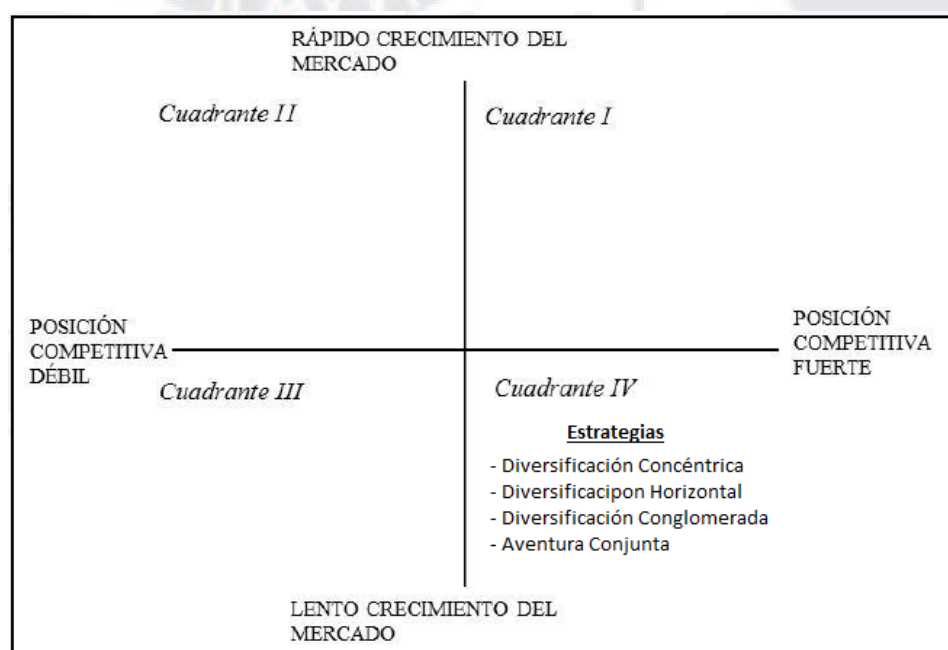 RÁPIDO CRECIMIENTO DEL
MERCADO
Cuadrante II
Cuadrante I
POSICIÓN
COMPETITIVA
DÉBIL
POSICIÓN
COMPETITIVA
FUERTE
Cuadrante III
Cuadrante IV
Estrategias
- Diversificación Concéntrica
- Diversificacipon Horizontal
- Diversificación Conglomerada
- Aventura Conjunta
LENTO CRECIMIENTO DEL
MERCADO